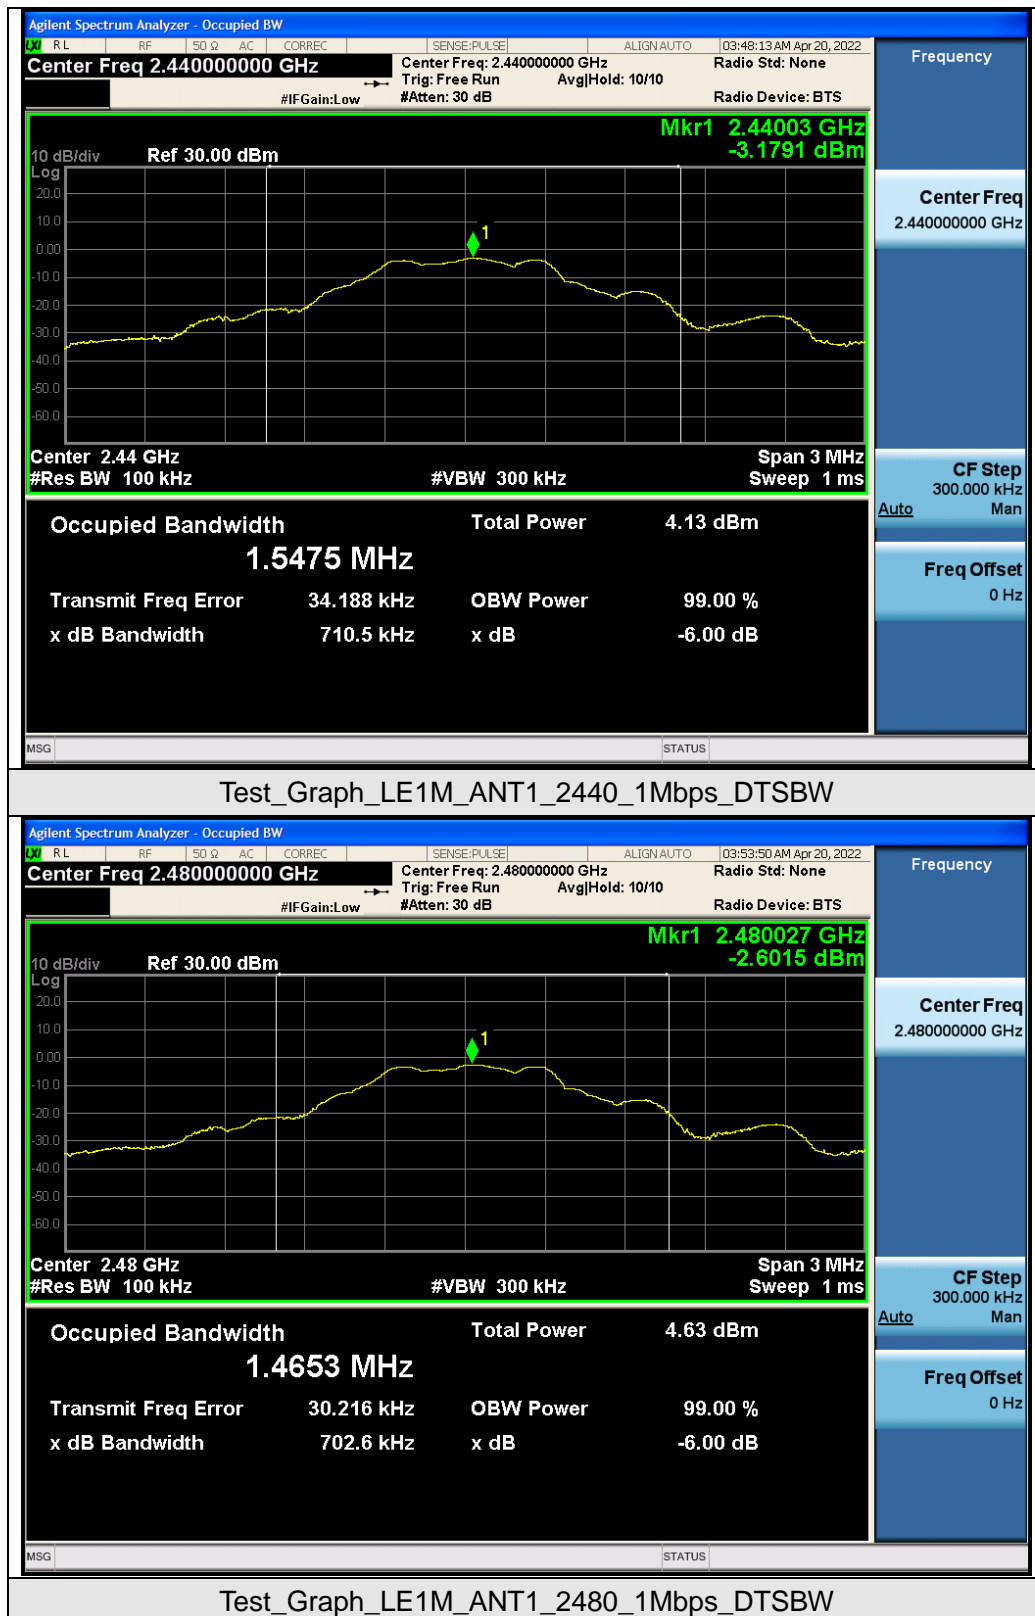 Agilent Spectrum Analyzer - Occupied BW
LXI RL RF 50 Ω AC CORREC SENSE:PULSE ALIGN AUTO 03:48:13 AM Apr 20, 2022
Center Freq 2.440000000 GHz Center Freq: 2.440000000 GHz Radio Std: None Frequency
Trig: Free Run Avg|Hold: 10/10
#IFGain:Low #Atten: 30 dB Radio Device: BTS
Mkr1 2.44003 GHz
10 dB/div Ref 30.00 dBm -3.1791 dBm
Log
20.0
10.0
0.00
-10.0
-20.0
-30.0
-40.0
-50.0
-60.0
1
Center Freq
2.440000000 GHz
Center 2.44 GHz Span 3 MHz
#Res BW 100 kHz #VBW 300 kHz Sweep 1 ms
CF Step
300.000 kHz
Auto Man
Occupied Bandwidth Total Power 4.13 dBm
1.5475 MHz
Freq Offset
0 Hz
Transmit Freq Error 34.188 kHz OBW Power 99.00 %
x dB Bandwidth 710.5 kHz x dB -6.00 dB
MSG STATUS
Test_Graph_LE1M_ANT1_2440_1Mbps_DTSBW
Agilent Spectrum Analyzer - Occupied BW
LXI RL RF 50 Ω AC CORREC SENSE:PULSE ALIGN AUTO 03:53:50 AM Apr 20, 2022
Center Freq 2.480000000 GHz Center Freq: 2.480000000 GHz Radio Std: None Frequency
Trig: Free Run Avg|Hold: 10/10
#IFGain:Low #Atten: 30 dB Radio Device: BTS
Mkr1 2.480027 GHz
10 dB/div Ref 30.00 dBm -2.6015 dBm
Log
20.0
10.0
0.00
-10.0
-20.0
-30.0
-40.0
-50.0
-60.0
1
Center Freq
2.480000000 GHz
Center 2.48 GHz Span 3 MHz
#Res BW 100 kHz #VBW 300 kHz Sweep 1 ms
CF Step
300.000 kHz
Auto Man
Occupied Bandwidth Total Power 4.63 dBm
1.4653 MHz
Freq Offset
0 Hz
Transmit Freq Error 30.216 kHz OBW Power 99.00 %
x dB Bandwidth 702.6 kHz x dB -6.00 dB
MSG STATUS
Test_Graph_LE1M_ANT1_2480_1Mbps_DTSBW